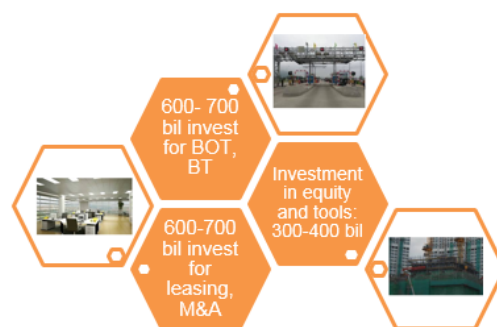 600- 700
bil invest
for BOT,
BT
Investment
in equity
and tools:
300-400 bil
600-700
bil invest
for
leasing,
M&A